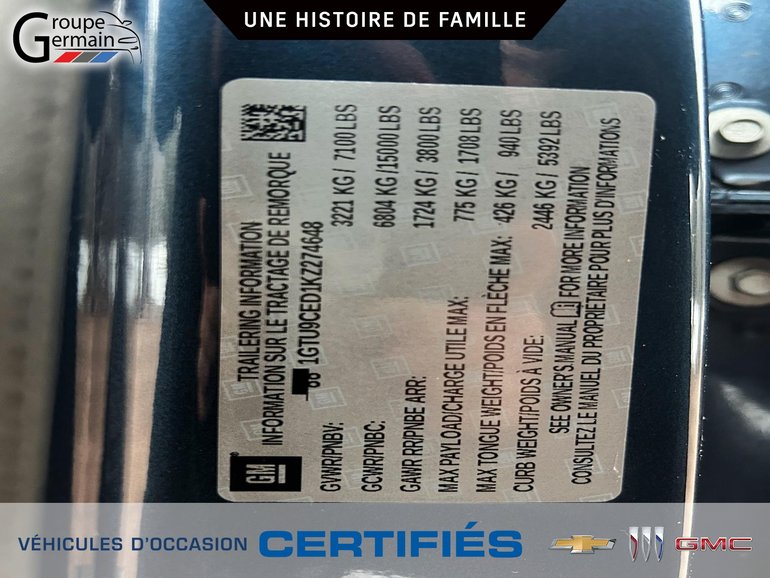 Groupe
Germain
UNE HISTOIRE DE FAMILLE
GM
TRAILERING INFORMATION
INFORMATION SUR LE TRACTAGE DE REMORQUE
1GTU9CED1KZ274648
GVWR/PNBV: 3221 KG / 7100 LBS
GCWR/PNBC: 6804 KG / 15000 LBS
GAWR RR/PNBE ARR: 1724 KG / 3800 LBS
MAX PAYLOAD/CHARGE UTILE MAX: 775 KG / 1708 LBS
MAX TONGUE WEIGHT/POIDS EN FLÈCHE MAX: 426 KG / 940 LBS
CURB WEIGHT/POIDS À VIDE: 2446 KG / 5392 LBS
SEE OWNER'S MANUAL FOR MORE INFORMATION
CONSULTEZ LE MANUEL DU PROPRIÉTAIRE POUR PLUS D'INFORMATIONS
VÉHICULES D'OCCASION CERTIFIÉS GMC